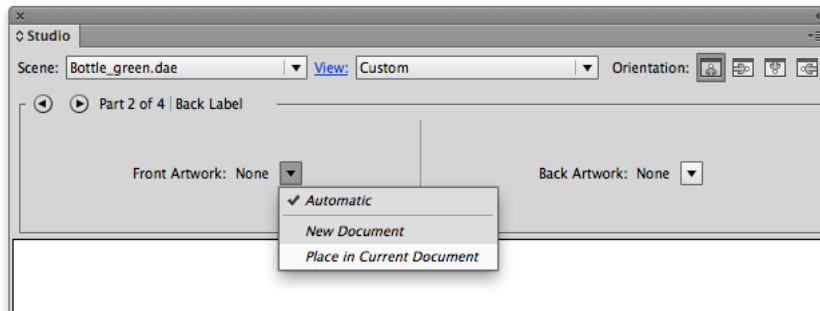 Studio
Scene: Bottle_green.dae View: Custom Orientation:
Part 2 of 4 | Back Label
Front Artwork: None Back Artwork: None
Automatic
New Document
Place in Current Document